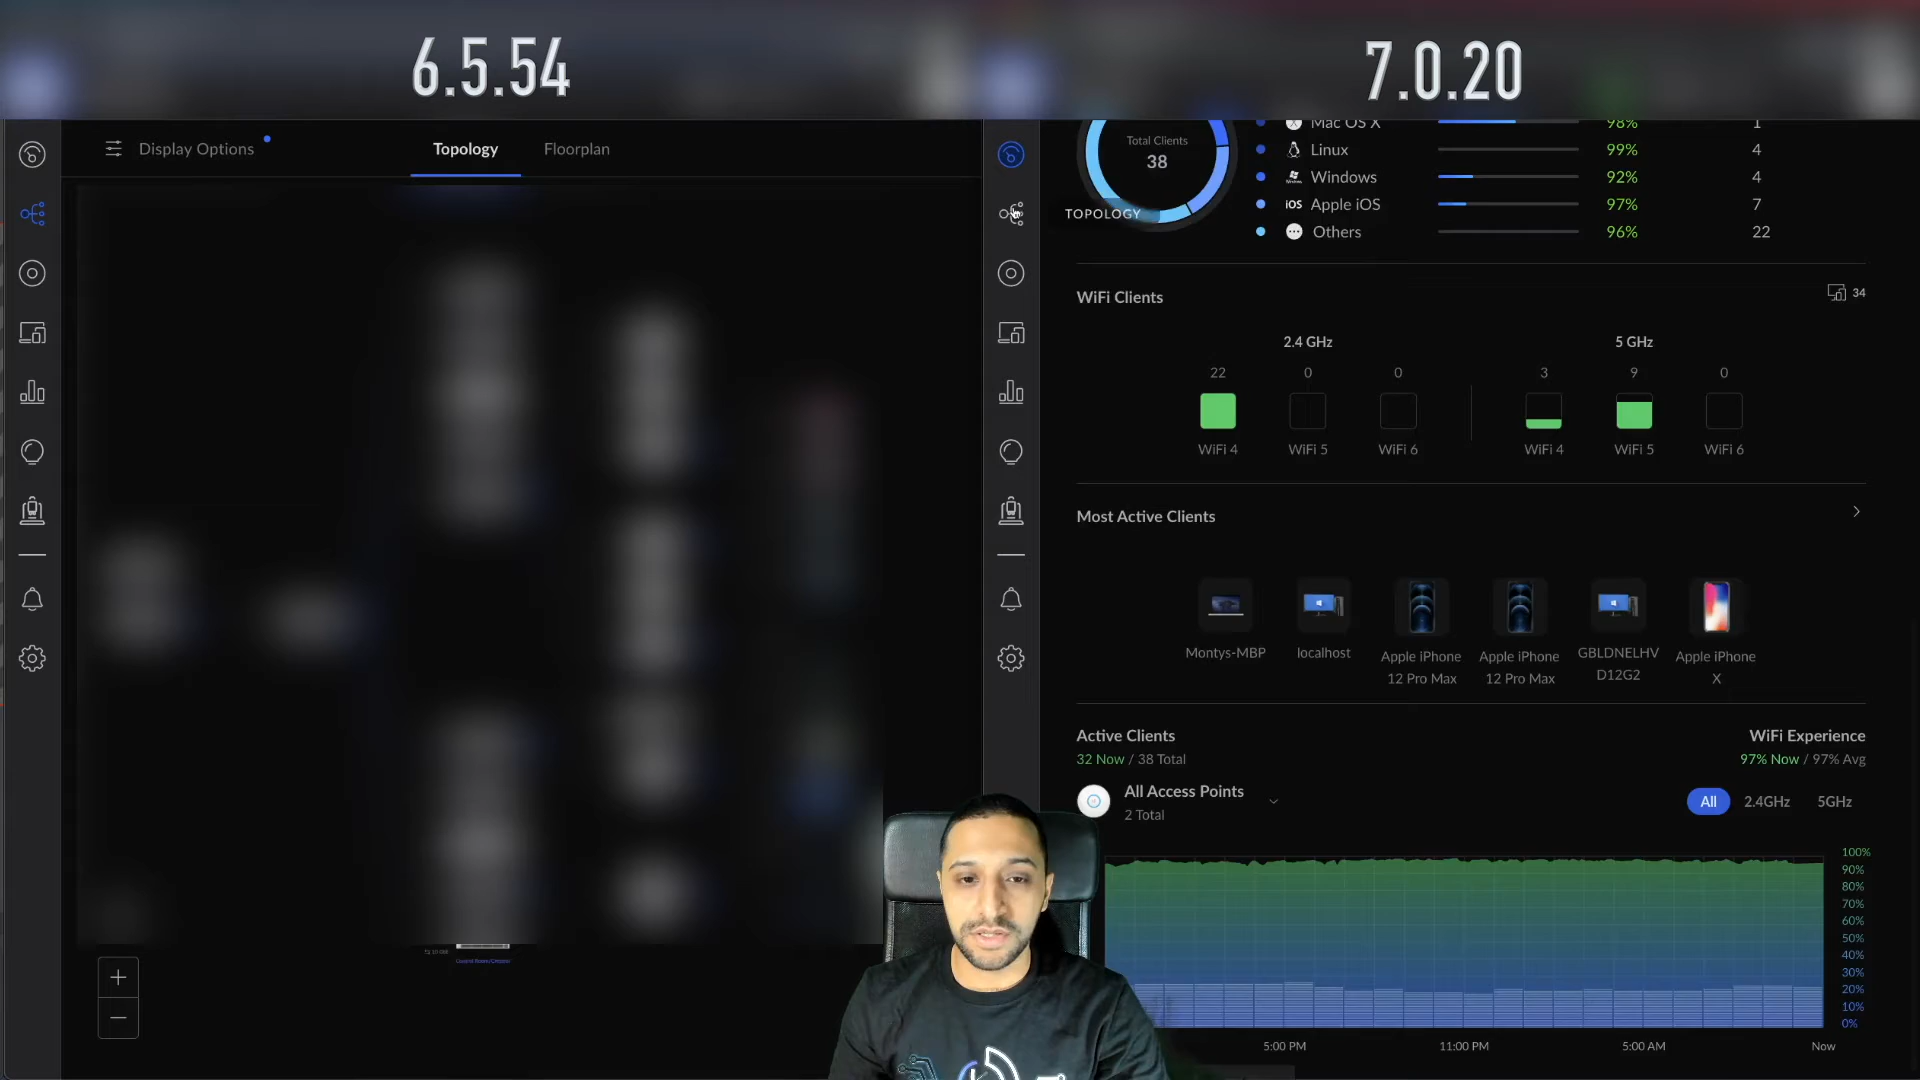 6.5.54
7.0.20
Display Options
Topology
Floorplan
Total Clients
38
TOPOLOGY
Mac OS X 98% 1
Linux 99% 4
Windows 92% 4
iOS Apple iOS 97% 7
Others 96% 22
WiFi Clients
34
2.4 GHz
5 GHz
22 0 0 3 9 0
WiFi 4 WiFi 5 WiFi 6 WiFi 4 WiFi 5 WiFi 6
Most Active Clients
Montys-MBP
localhost
Apple iPhone
12 Pro Max
Apple iPhone
12 Pro Max
GBLDNELHV
D12G2
Apple iPhone
X
Active Clients
32 Now / 38 Total
WiFi Experience
97% Now / 97% Avg
All Access Points
2 Total
All
2.4GHz
5GHz
100%
90%
80%
70%
60%
50%
40%
30%
20%
10%
0%
5:00 PM
11:00 PM
5:00 AM
Now